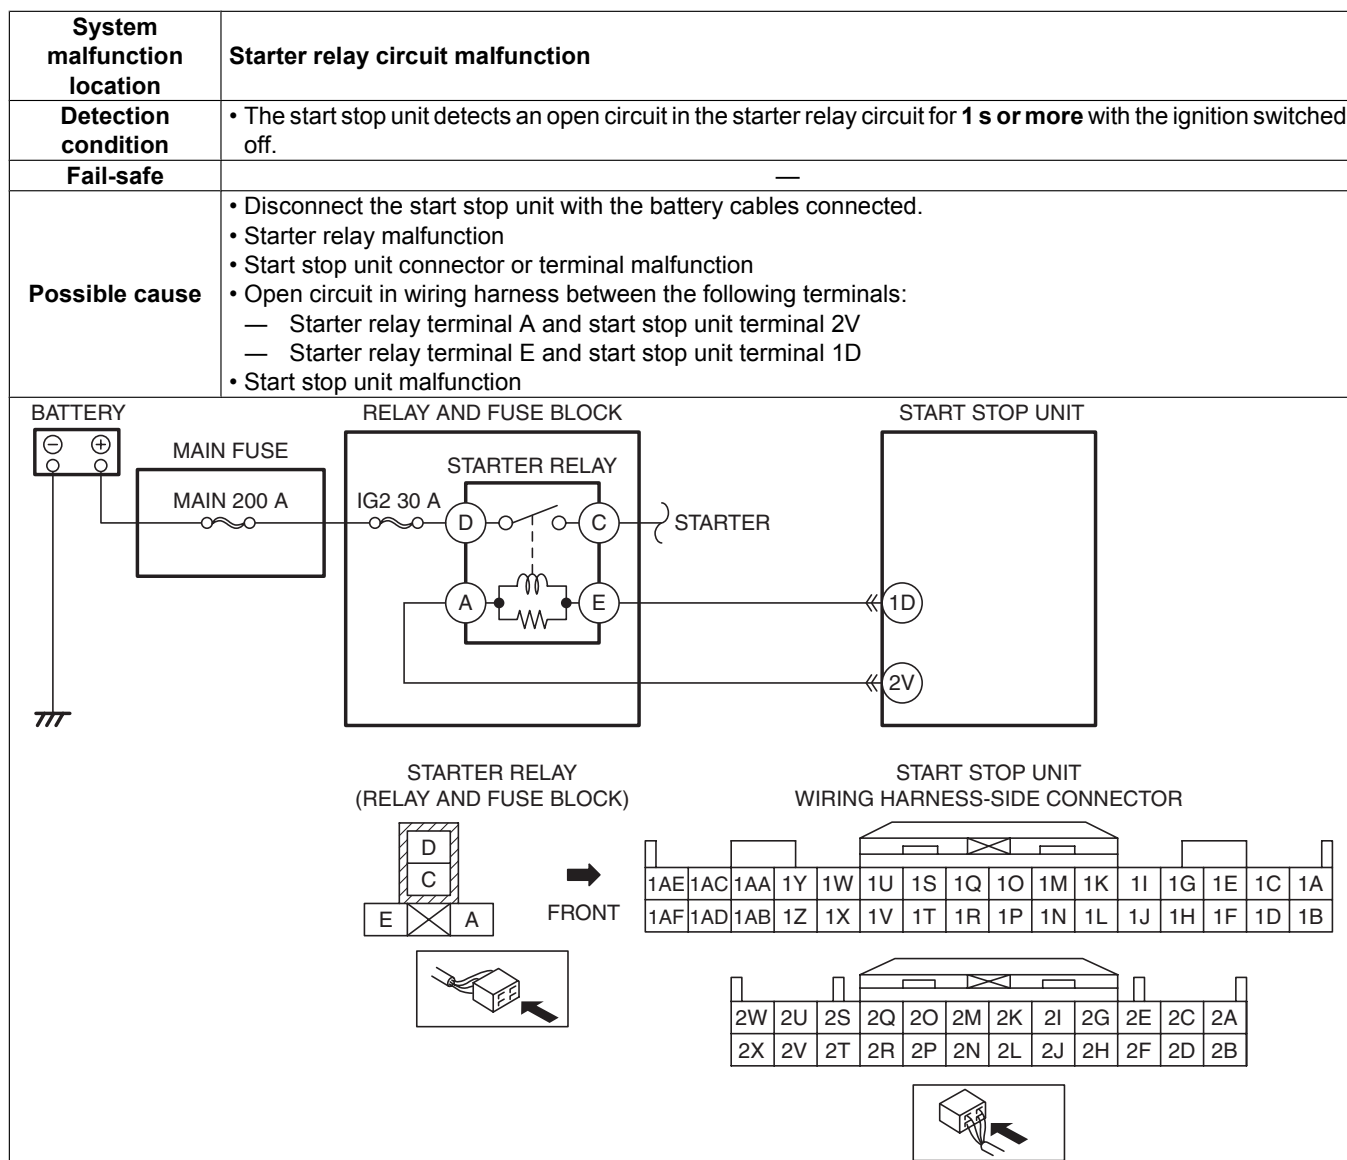 System
malfunction
location
Starter relay circuit malfunction
Detection
condition
• The start stop unit detects an open circuit in the starter relay circuit for 1 s or more with the ignition switched
off.
Fail-safe
—
Possible cause
• Disconnect the start stop unit with the battery cables connected.
• Starter relay malfunction
• Start stop unit connector or terminal malfunction
• Open circuit in wiring harness between the following terminals:
— Starter relay terminal A and start stop unit terminal 2V
— Starter relay terminal E and start stop unit terminal 1D
• Start stop unit malfunction
BATTERY
RELAY AND FUSE BLOCK
START STOP UNIT
MAIN FUSE
STARTER RELAY
MAIN 200 A
IG2 30 A
D
C
STARTER
A
E
1D
2V
STARTER RELAY
(RELAY AND FUSE BLOCK)
START STOP UNIT
WIRING HARNESS-SIDE CONNECTOR
D
C
E A
FRONT
1AE 1AC 1AA 1Y 1W 1U 1S 1Q 1O 1M 1K 1I 1G 1E 1C 1A
1AF 1AD 1AB 1Z 1X 1V 1T 1R 1P 1N 1L 1J 1H 1F 1D 1B
2W 2U 2S 2Q 2O 2M 2K 2I 2G 2E 2C 2A
2X 2V 2T 2R 2P 2N 2L 2J 2H 2F 2D 2B